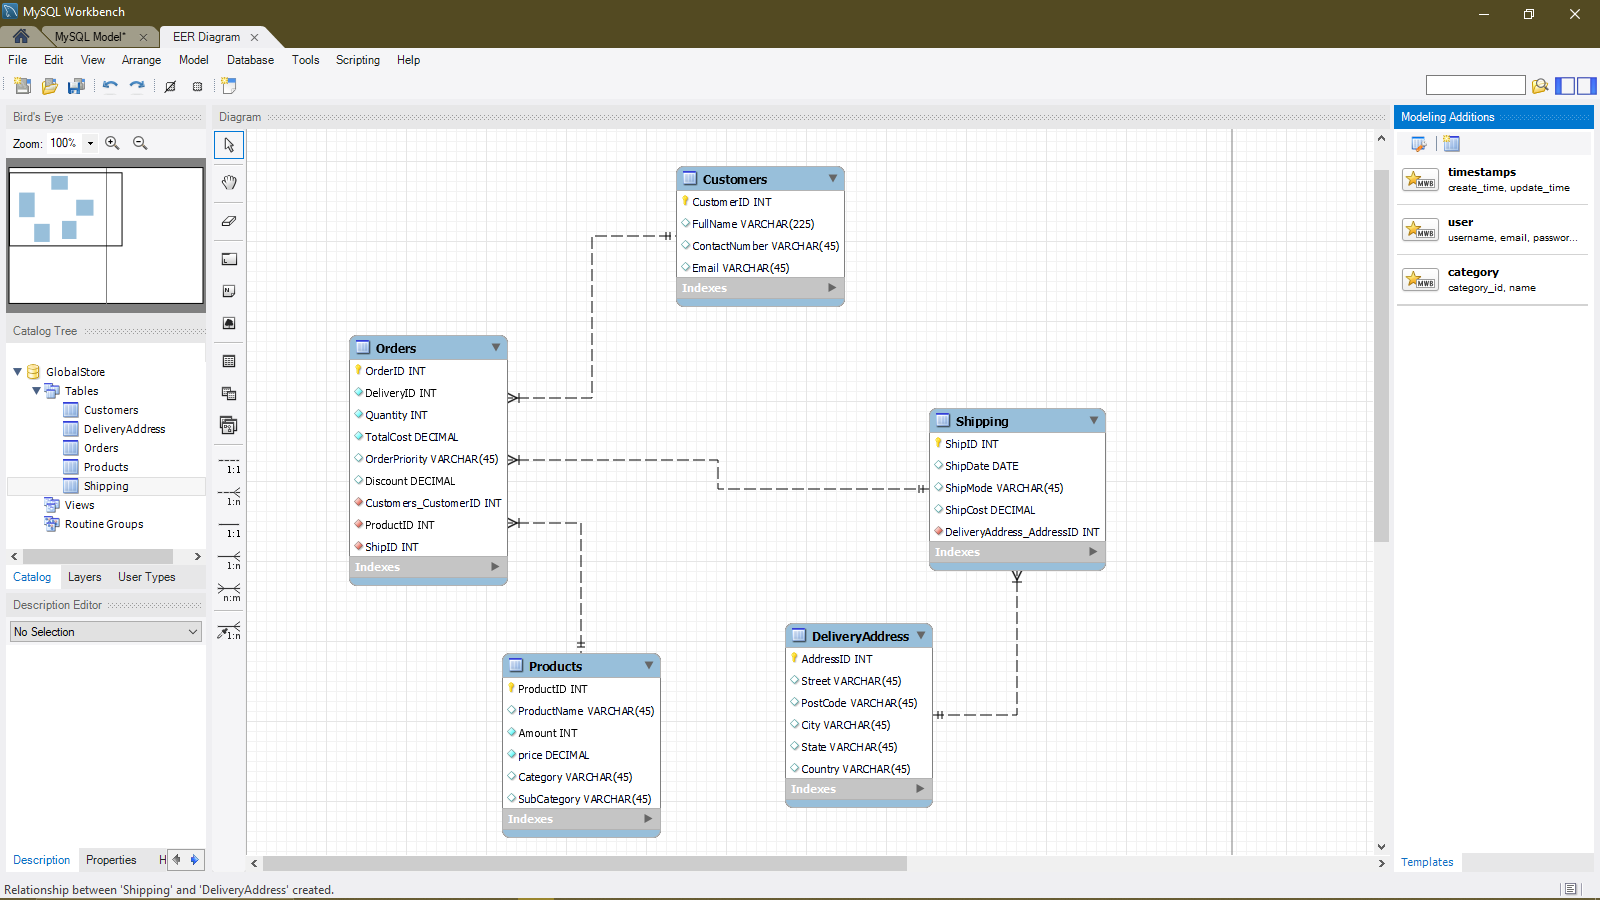 MySQL Workbench
MySQL Model* ×
EER Diagram ×
File Edit View Arrange Model Database Tools Scripting Help
Bird's Eye
Zoom: 100%
Catalog Tree
GlobalStore
Tables
Customers
DeliveryAddress
Orders
Products
Shipping
Views
Routine Groups
Catalog Layers User Types
Description Editor
No Selection
Description Properties H
1:1
1:n
1:1
1:n
n:m
1:n
Diagram
Customers
CustomerID INT
FullName VARCHAR(225)
ContactNumber VARCHAR(45)
Email VARCHAR(45)
Indexes
Orders
OrderID INT
DeliveryID INT
Quantity INT
TotalCost DECIMAL
OrderPriority VARCHAR(45)
Discount DECIMAL
Customers_CustomerID INT
ProductID INT
ShipID INT
Indexes
Shipping
ShipID INT
ShipDate DATE
ShipMode VARCHAR(45)
ShipCost DECIMAL
DeliveryAddress_AddressID INT
Indexes
Products
ProductID INT
ProductName VARCHAR(45)
Amount INT
price DECIMAL
Category VARCHAR(45)
SubCategory VARCHAR(45)
Indexes
DeliveryAddress
AddressID INT
Street VARCHAR(45)
PostCode VARCHAR(45)
City VARCHAR(45)
State VARCHAR(45)
Country VARCHAR(45)
Indexes
Modeling Additions
MWB
timestamps
create_time, update_time
MWB
user
username, email, passwor...
MWB
category
category_id, name
Templates
Relationship between 'Shipping' and 'DeliveryAddress' created.